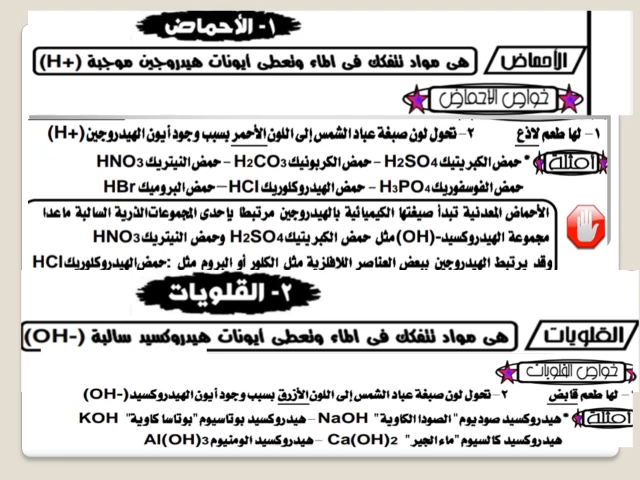 ١- الأحماض
الأحماض هى مواد تتفكك فى الماء وتعطى أيونات هيدروجين موجبة (H+)
خواص الأحماض
١- لها طعم لاذع ٢- تحول لون صبغة عباد الشمس إلى اللون الأحمر بسبب وجود أيون الهيدروجين (H+)
أمثلة *حمض الكبريتيك H2SO4 – حمض الكربونيك H2CO3 – حمض النيتريك HNO3
حمض الفوسفوريك H3PO4 – حمض الهيدروكلوريك HCl – حمض البروميك HBr
الأحماض المعدنية تبدأ صيغتها الكيميائية بالهيدروجين مرتبطا بإحدى المجموعات الذرية السالبة ماعدا
مجموعة الهيدروكسيد-(OH) مثل حمض الكبريتيك H2SO4 وحمض النيتريك HNO3
وقد يرتبط الهيدروجين ببعض العناصر اللافلزية مثل الكلور أو البروم مثل :حمض الهيدروكلوريك HCl
٢- القلويات
القلويات هى مواد تتفكك فى الماء وتعطى أيونات هيدروكسيد سالبة (OH-)
خواص القلويات
١- لها طعم قابض ٢- تحول لون صبغة عباد الشمس إلى اللون الأزرق بسبب وجود أيون الهيدروكسيد (OH-)
أمثلة *هيدروكسيد صوديوم "الصودا الكاوية" NaOH – هيدروكسيد بوتاسيوم "بوتاسا كاوية" KOH
هيدروكسيد كالسيوم "ماء الجير" Ca(OH)2 – هيدروكسيد الومنيوم Al(OH)3